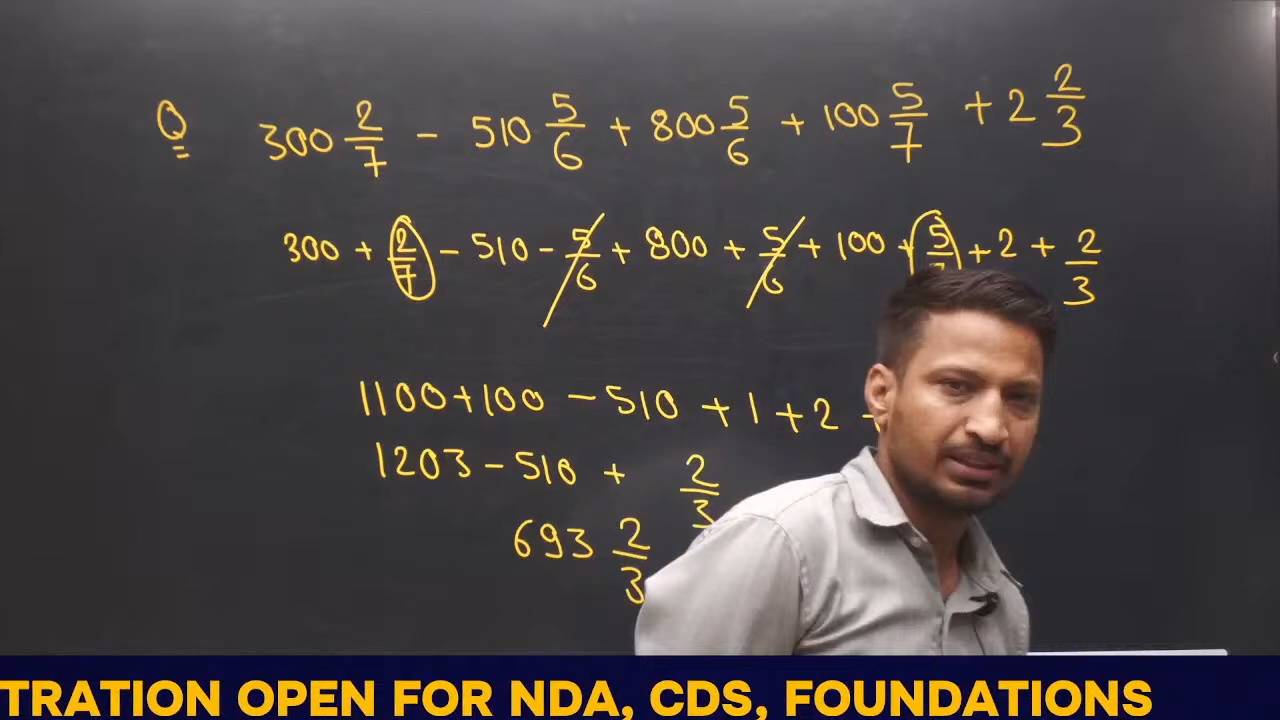 Q 300 2/7 - 510 5/6 + 800 5/6 + 100 5/7 + 2 2/3
300 + 2/7 - 510 - 5/6 + 800 + 5/6 + 100 + 5/ + 2 + 2/3
1100 + 100 - 510 + 1 + 2
1203 - 510 + 2/3
693 2/3
TRATION OPEN FOR NDA, CDS, FOUNDATIONS